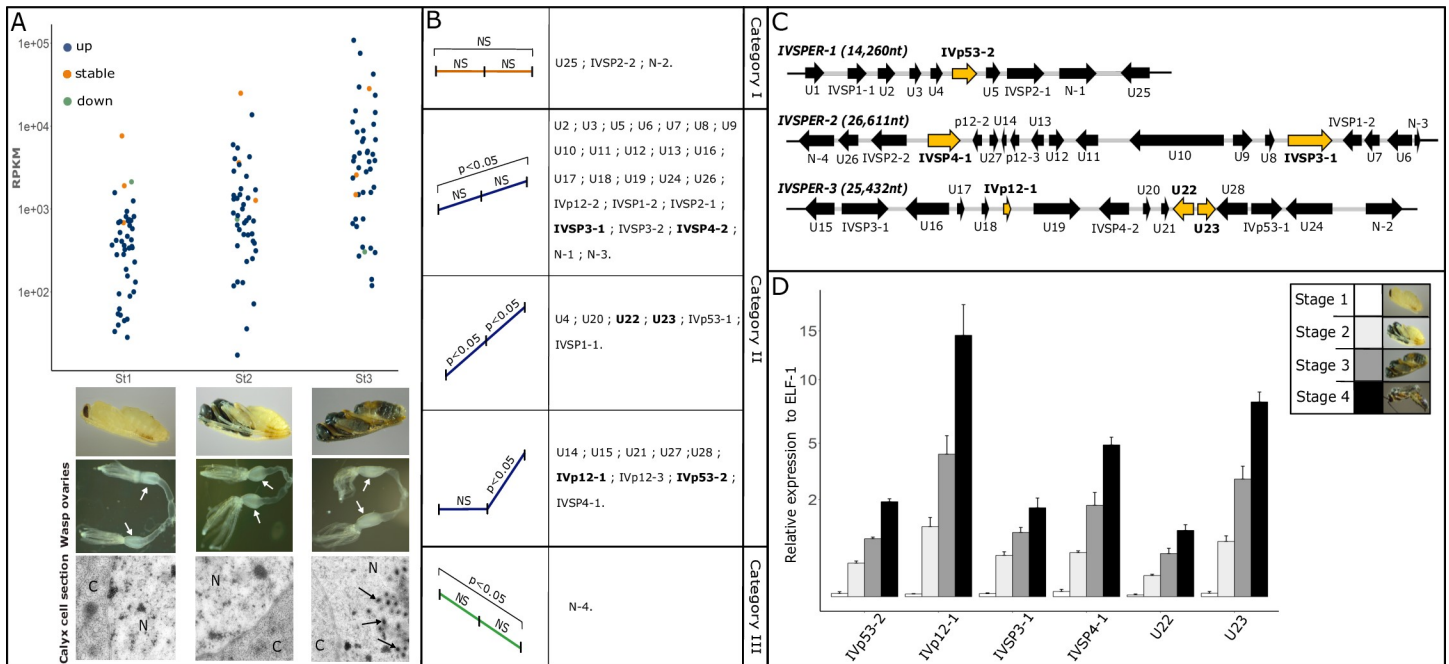 A
RPKM
1e+05
1e+04
1e+03
1e+02
up
stable
down
St1
St2
St3
Wasp ovaries
Calyx cell section
C
N
N
C
N
C
B
NS
NS
NS
U25 ; IVSP2-2 ; N-2.
Category I
p<0.05
NS
NS
U2 ; U3 ; U5 ; U6 ; U7 ; U8 ; U9
U10 ; U11 ; U12 ; U13 ; U16 ;
U17 ; U18 ; U19 ; U24 ; U26 ;
IVp12-2 ; IVSP1-2 ; IVSP2-1 ;
IVSP3-1 ; IVSP3-2 ; IVSP4-2 ;
N-1 ; N-3.
p<0.05
p<0.05
U4 ; U20 ; U22 ; U23 ; IVp53-1 ;
IVSP1-1.
NS
p<0.05
U14 ; U15 ; U21 ; U27 ;U28 ;
IVp12-1 ; IVp12-3 ; IVp53-2 ;
IVSP4-1.
Category II
p<0.05
NS
NS
N-4.
Category III
C
IVSPER-1 (14,260nt)
IVp53-2
U1
IVSP1-1
U2
U3
U4
U5
IVSP2-1
N-1
U25
IVSPER-2 (26,611nt)
p12-2
U14
U13
IVSP1-2
N-3
N-4
U26
IVSP2-2
IVSP4-1
U27
p12-3
U12
U11
U10
U9
U8
IVSP3-1
U7
U6
IVSPER-3 (25,432nt)
U17
IVp12-1
U20
U22
U28
U15
IVSP3-1
U16
U18
U19
IVSP4-2
U21
U23
IVp53-1
U24
N-2
D
Relative expression to ELF-1
15
10
5
2
IVp53-2
IVp12-1
IVSP3-1
IVSP4-1
U22
U23
Stage 1
Stage 2
Stage 3
Stage 4